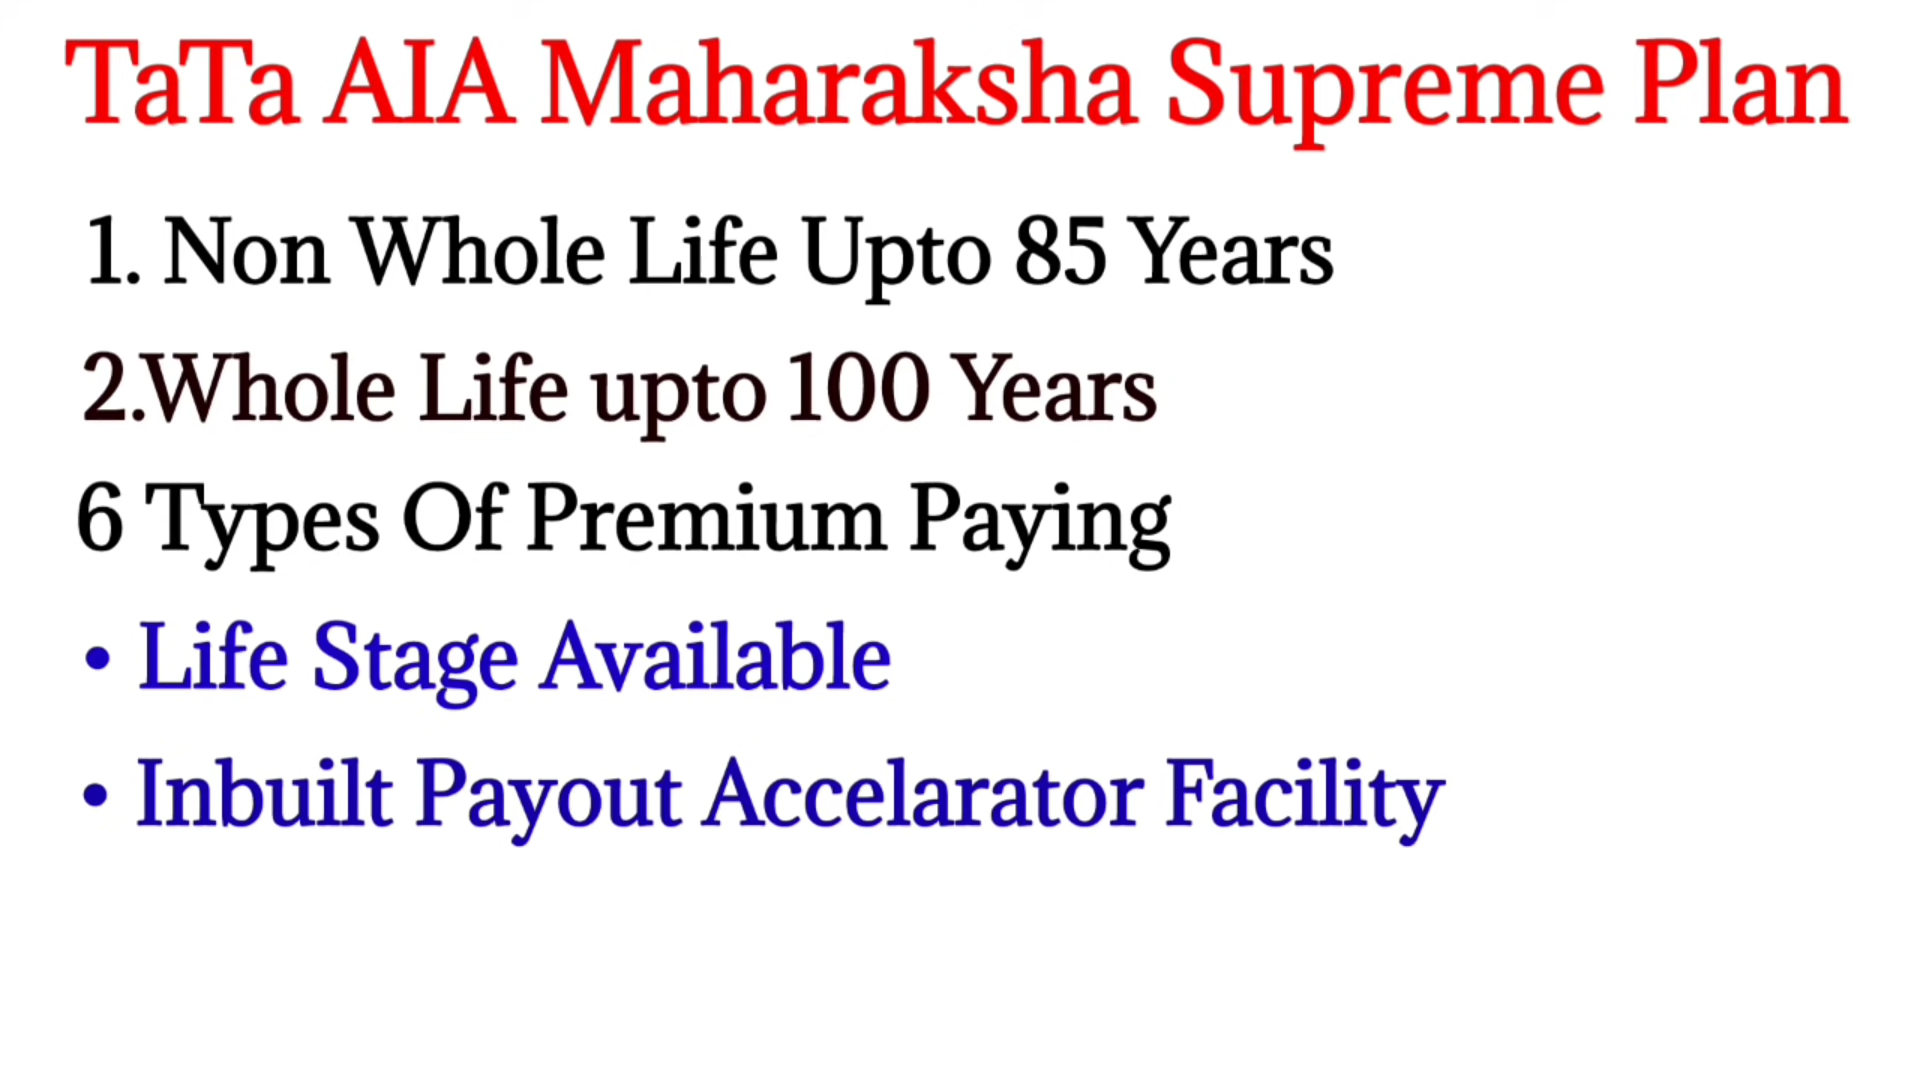 TaTa AIA Maharaksha Supreme Plan
1. Non Whole Life Upto 85 Years
2.Whole Life upto 100 Years
6 Types Of Premium Paying
• Life Stage Available
• Inbuilt Payout Accelarator Facility